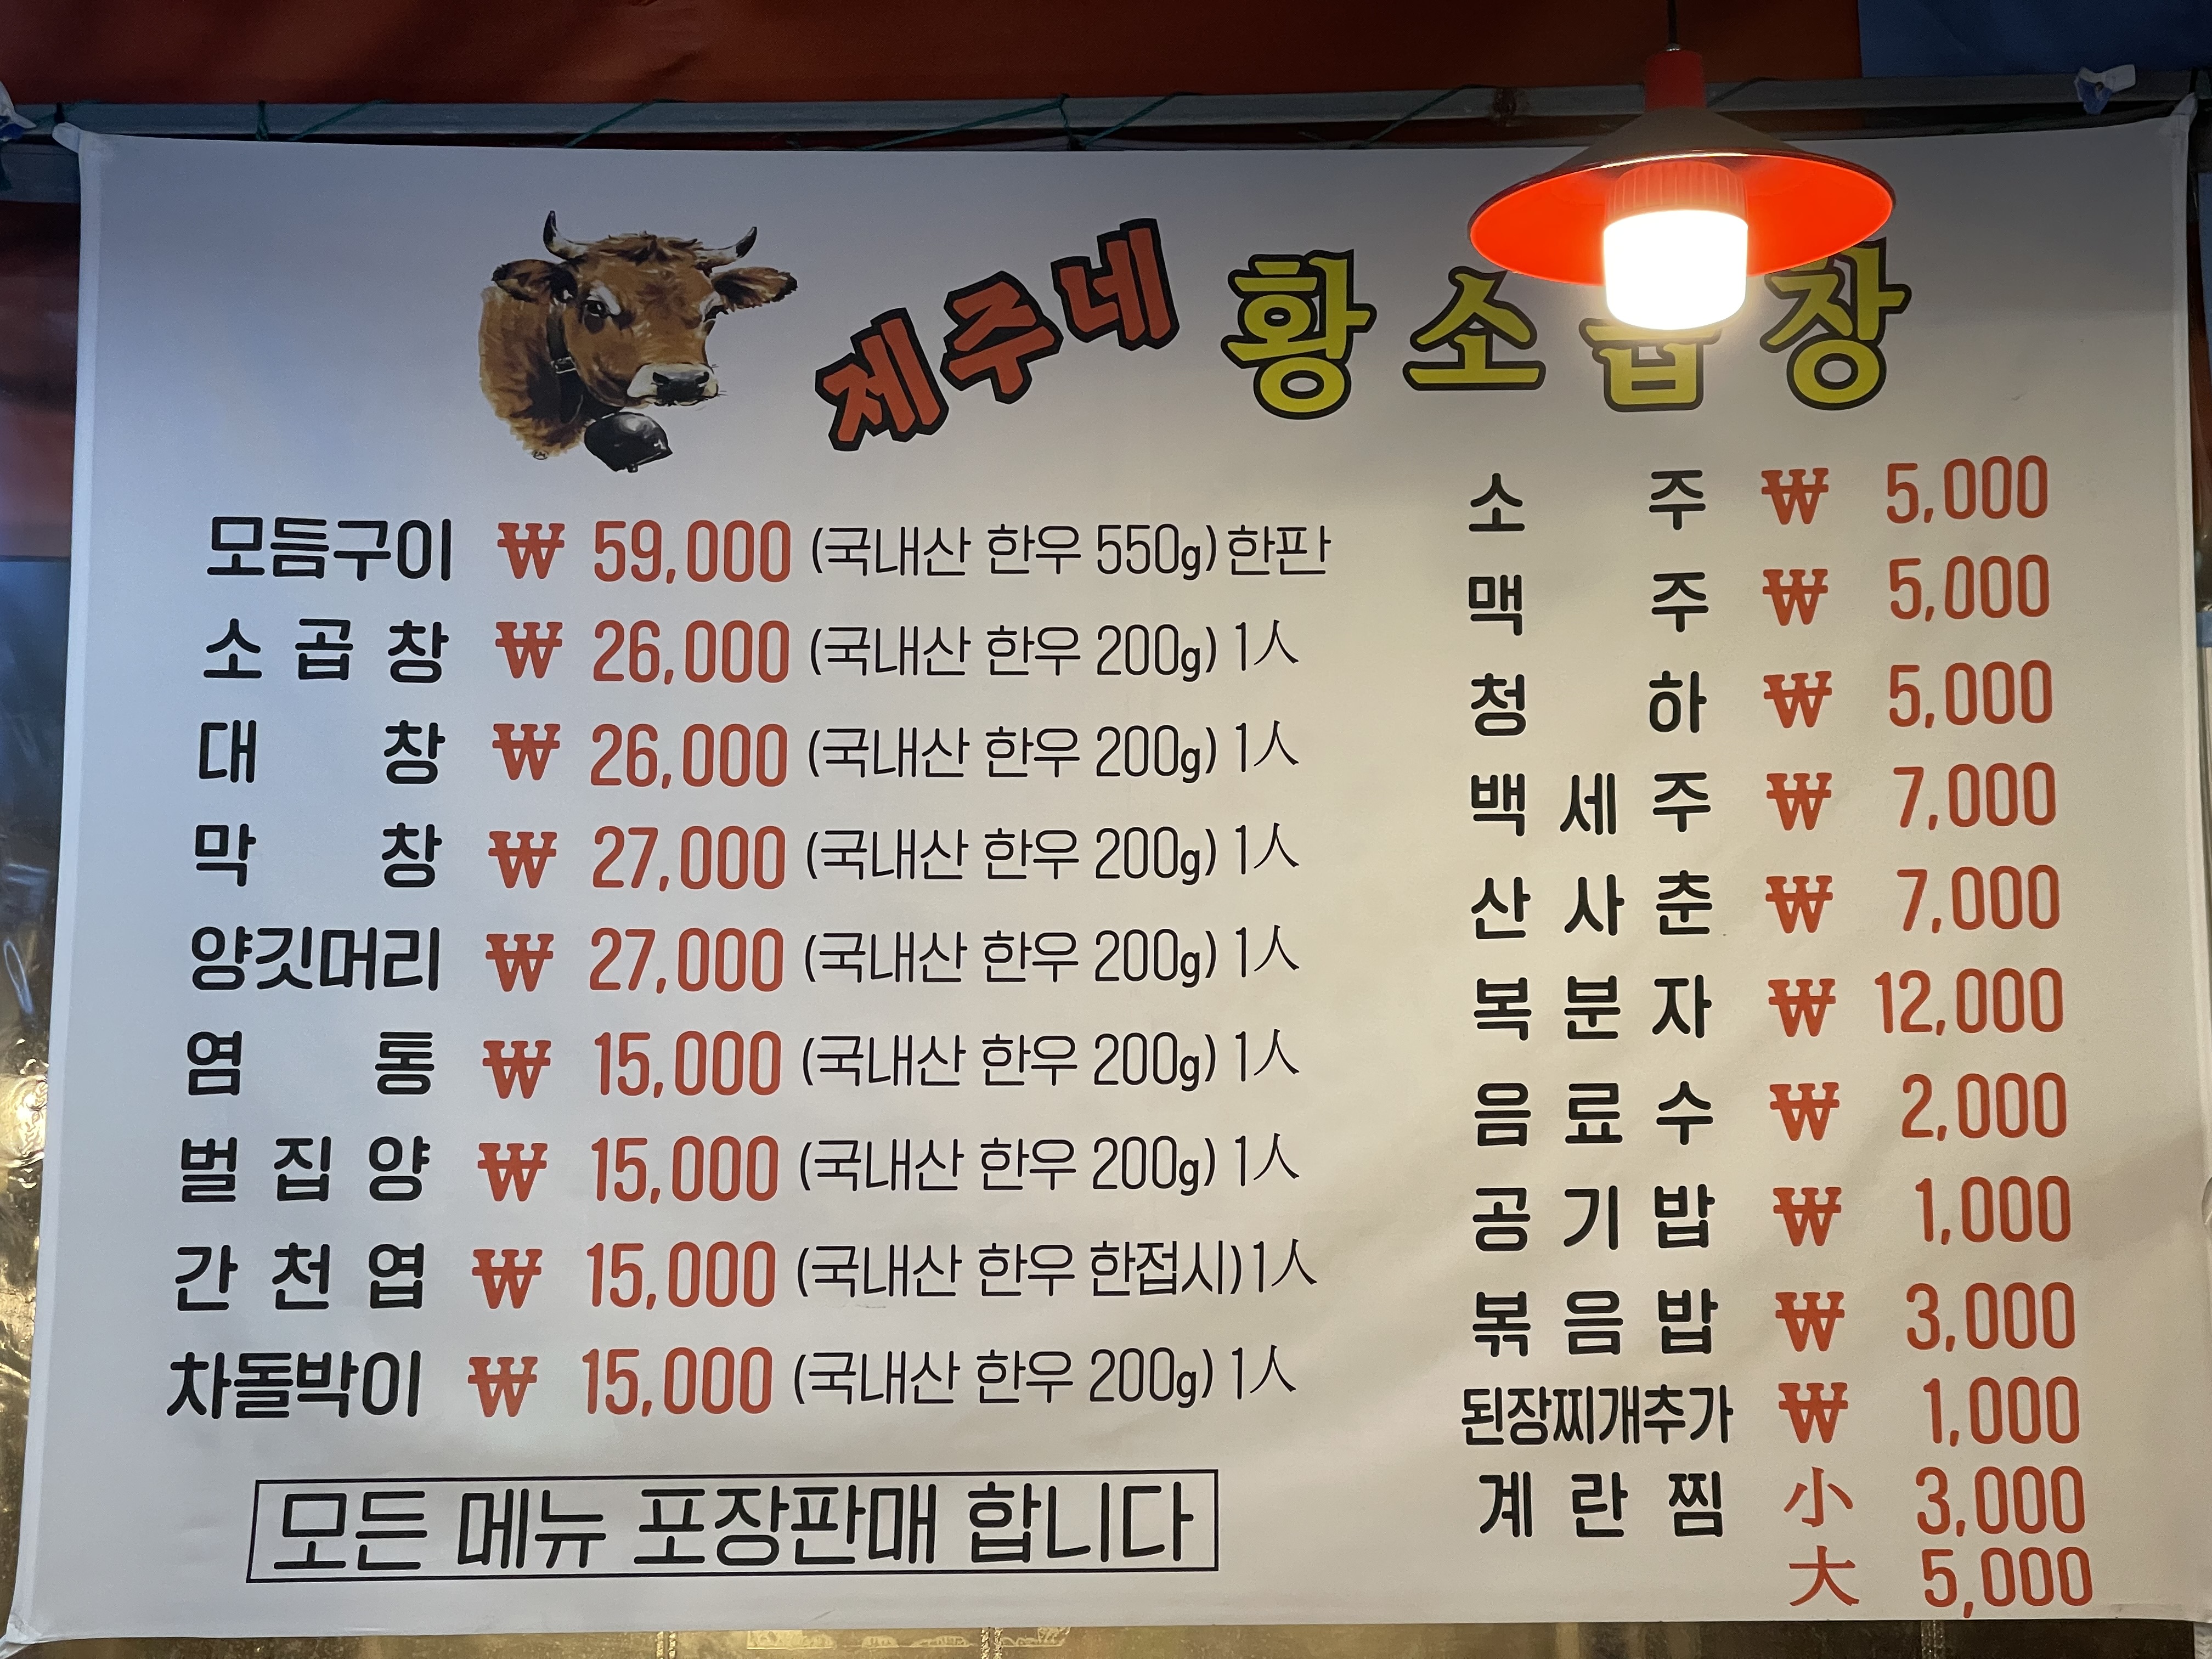 제주네 황소곱창
모듬구이 ₩ 59,000 (국내산 한우 550g) 한판
소곱창 ₩ 26,000 (국내산 한우 200g) 1人
대창 ₩ 26,000 (국내산 한우 200g) 1人
막창 ₩ 27,000 (국내산 한우 200g) 1人
양깃머리 ₩ 27,000 (국내산 한우 200g) 1人
염통 ₩ 15,000 (국내산 한우 200g) 1人
벌집양 ₩ 15,000 (국내산 한우 200g) 1人
간천엽 ₩ 15,000 (국내산 한우 한접시) 1人
차돌박이 ₩ 15,000 (국내산 한우 200g) 1人
모든 메뉴 포장판매 합니다
소주 ₩ 5,000
맥주 ₩ 5,000
청하 ₩ 5,000
백세주 ₩ 7,000
산사춘 ₩ 7,000
복분자 ₩ 12,000
음료수 ₩ 2,000
공기밥 ₩ 1,000
볶음밥 ₩ 3,000
된장찌개추가 ₩ 1,000
계란찜 小 3,000
大 5,000